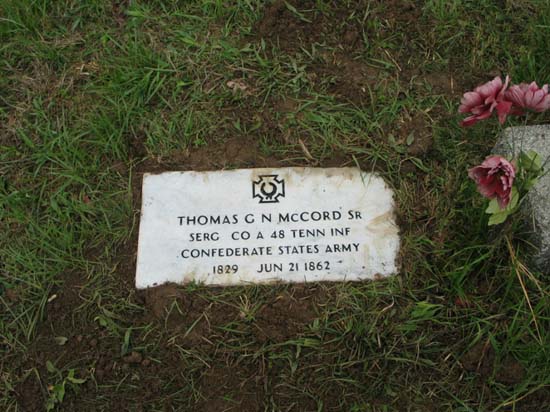 THOMAS G N McCORD SR
SERG CO A 48 TENN INF
CONFEDERATE STATES ARMY
1829 JUN 21 1862